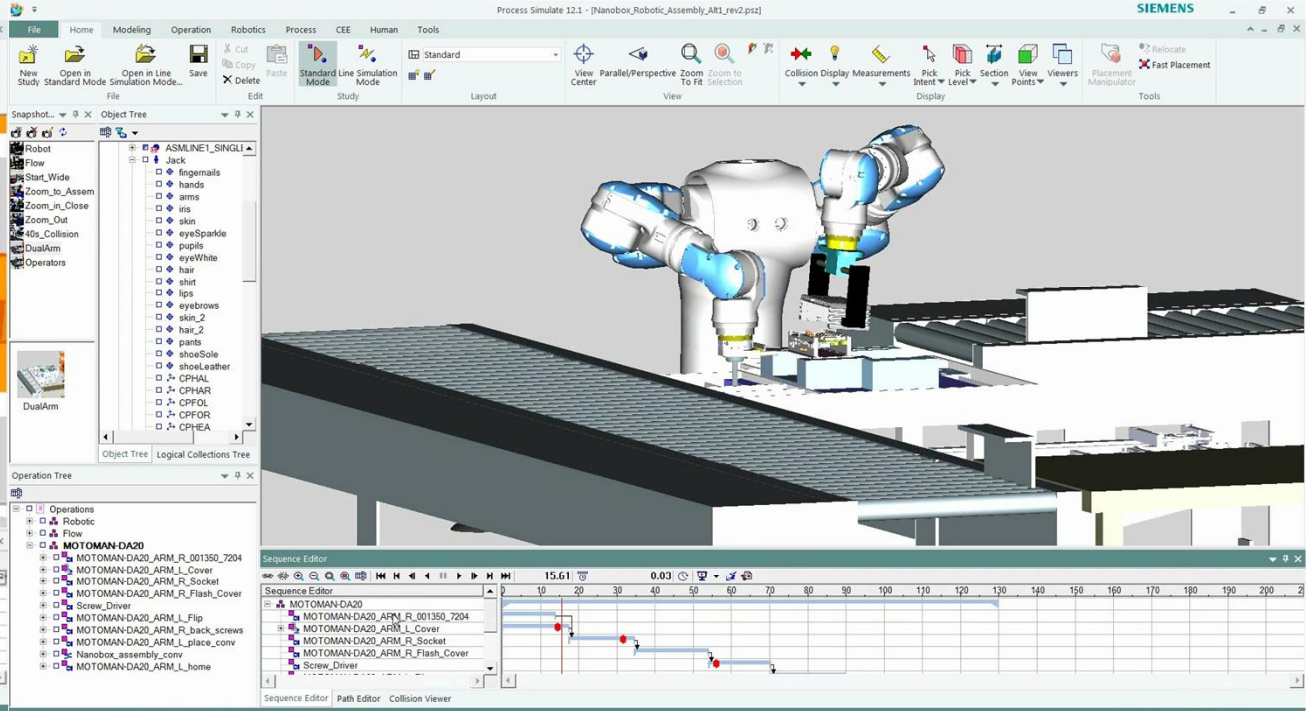 Process Simulate 12.1 - [Nanobox_Robotic_Assembly_Alt1_rev2.psz]
SIEMENS
File Home Modeling Operation Robotics Process CEE Human Tools
New Study
Open in Standard Mode
Open in Line Simulation Mode...
Save
Cut
Copy
Delete
Paste
Standard Mode
Line Simulation Mode
Standard
View Center
Parallel/Perspective
Zoom To Fit
Zoom to Selection
Collision
Display
Measurements
Pick Intent
Pick Level
Section
View Points
Viewers
Placement Manipulator
Relocate
Fast Placement
File Edit Study Layout View Display Tools
Snapshot...
Robot
Flow
Start_Wide
Zoom_to_Assem
Zoom_in_Close
Zoom_Out
40s_Collision
DualArm
Operators
DualArm
Object Tree
ASMLINE1_SINGLE
Jack
fingernails
hands
arms
iris
skin
eyeSparkle
pupils
eyeWhite
hair
shirt
lips
eyebrows
skin_2
hair_2
pants
shoeSole
shoeLeather
CPHAL
CPHAR
CPFOL
CPFOR
CPHEA
Object Tree Logical Collections Tree
Operation Tree
Operations
Robotic
Flow
MOTOMAN-DA20
MOTOMAN-DA20_ARM_R_001350_7204
MOTOMAN-DA20_ARM_L_Cover
MOTOMAN-DA20_ARM_R_Socket
MOTOMAN-DA20_ARM_R_Flash_Cover
Screw_Driver
MOTOMAN-DA20_ARM_L_Flip
MOTOMAN-DA20_ARM_R_back_screws
MOTOMAN-DA20_ARM_L_place_conv
Nanobox_assembly_conv
MOTOMAN-DA20_ARM_L_home
Sequence Editor
15.61 0.03
Sequence Editor
0 10 20 30 40 50 60 70 80 90 100 110 120 130 140 150 160 170 180 190 200
MOTOMAN-DA20
MOTOMAN-DA20_ARM_R_001350_7204
MOTOMAN-DA20_ARM_L_Cover
MOTOMAN-DA20_ARM_R_Socket
MOTOMAN-DA20_ARM_R_Flash_Cover
Screw_Driver
Sequence Editor Path Editor Collision Viewer